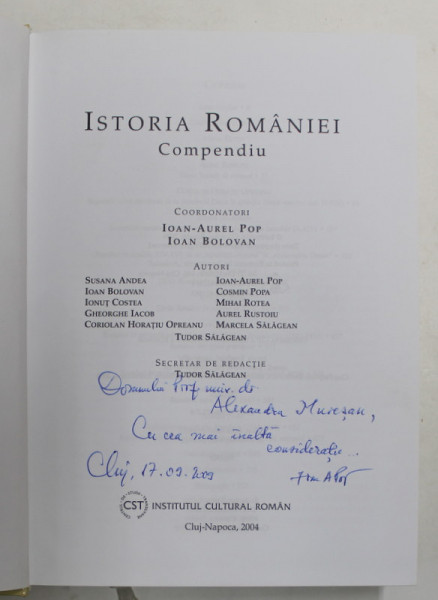 ISTORIA ROMÂNIEI
Compendiu
COORDONATORI
IOAN-AUREL POP
IOAN BOLOVAN
AUTORI
SUSANA ANDEA IOAN-AUREL POP
IOAN BOLOVAN COSMIN POPA
IONUȚ COSTEA MIHAI ROTEA
GHEORGHE IACOB AUREL RUSTOIU
CORIOLAN HORAȚIU OPREANU MARCELA SĂLĂGEAN
TUDOR SĂLĂGEAN
SECRETAR DE REDACȚIE
TUDOR SĂLĂGEAN
Domnului Prof. univ. dr.
Alexandru Mureșan,
Cu cea mai înaltă
considerație
Cluj, 17.09.2009
CST INSTITUTUL CULTURAL ROMÂN
Cluj-Napoca, 2004